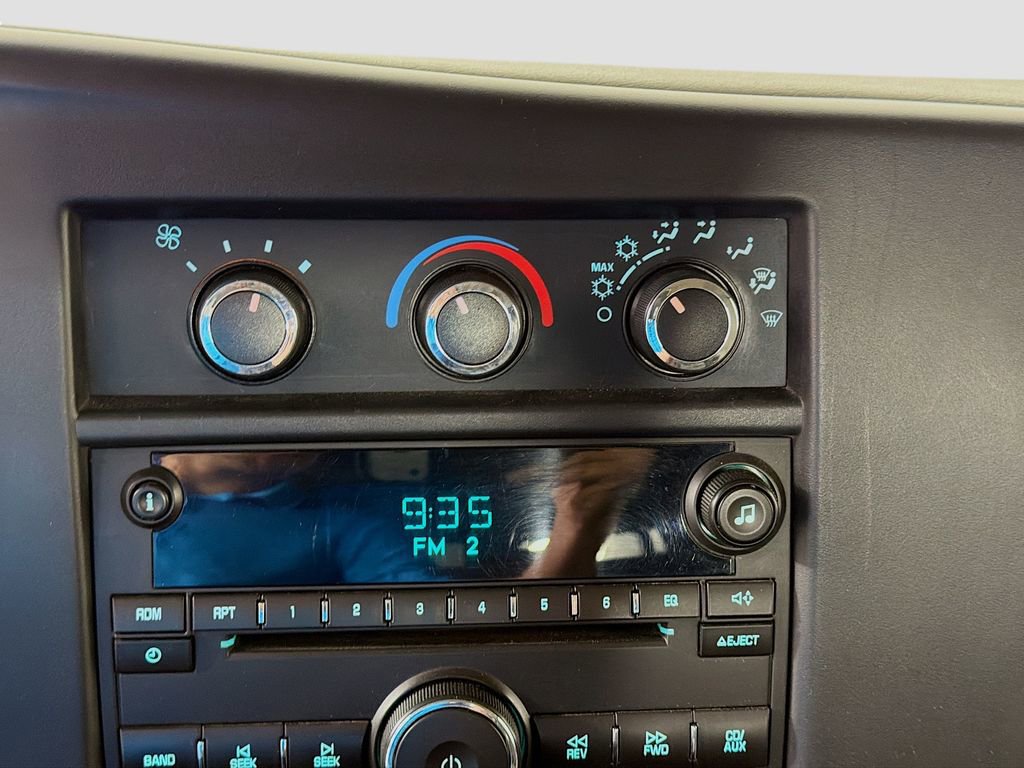 MAX
i
9:35
FM 2
RDM
RPT 1 2 3 4 5 6 EQ
EJECT
BAND
SEEK
SEEK
REV
FWD
CD/
AUX